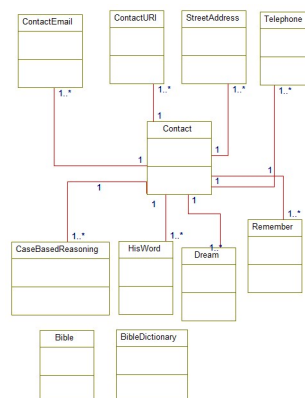 ContactEmail
ContactURI
StreetAddress
Telephone
1..*
1..*
1..*
1..*
1
1
Contact
1
1
1
1
1
1
1..*
1..*
1..*
1..*
CaseBasedReasoning
HisWord
Dream
Remember
Bible
BibleDictionary